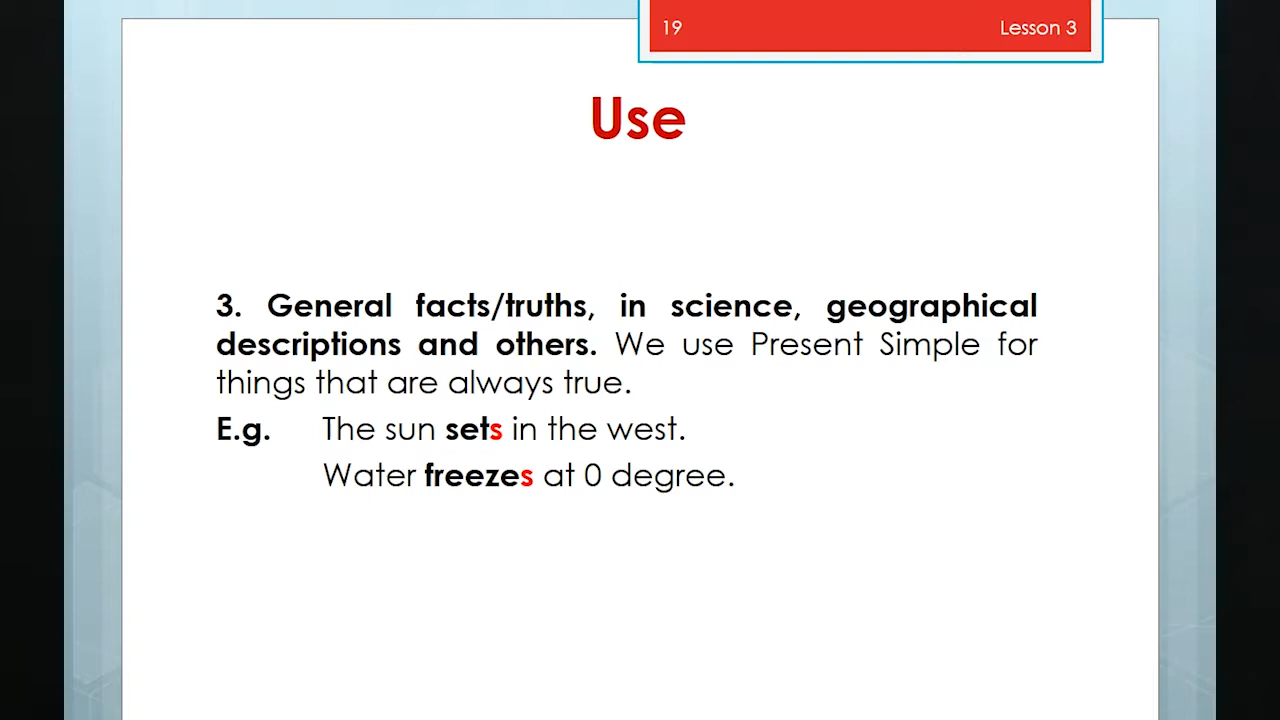 19 Lesson 3
Use
3. General facts/truths, in science, geographical
descriptions and others. We use Present Simple for
things that are always true.
E.g. The sun sets in the west.
Water freezes at 0 degree.